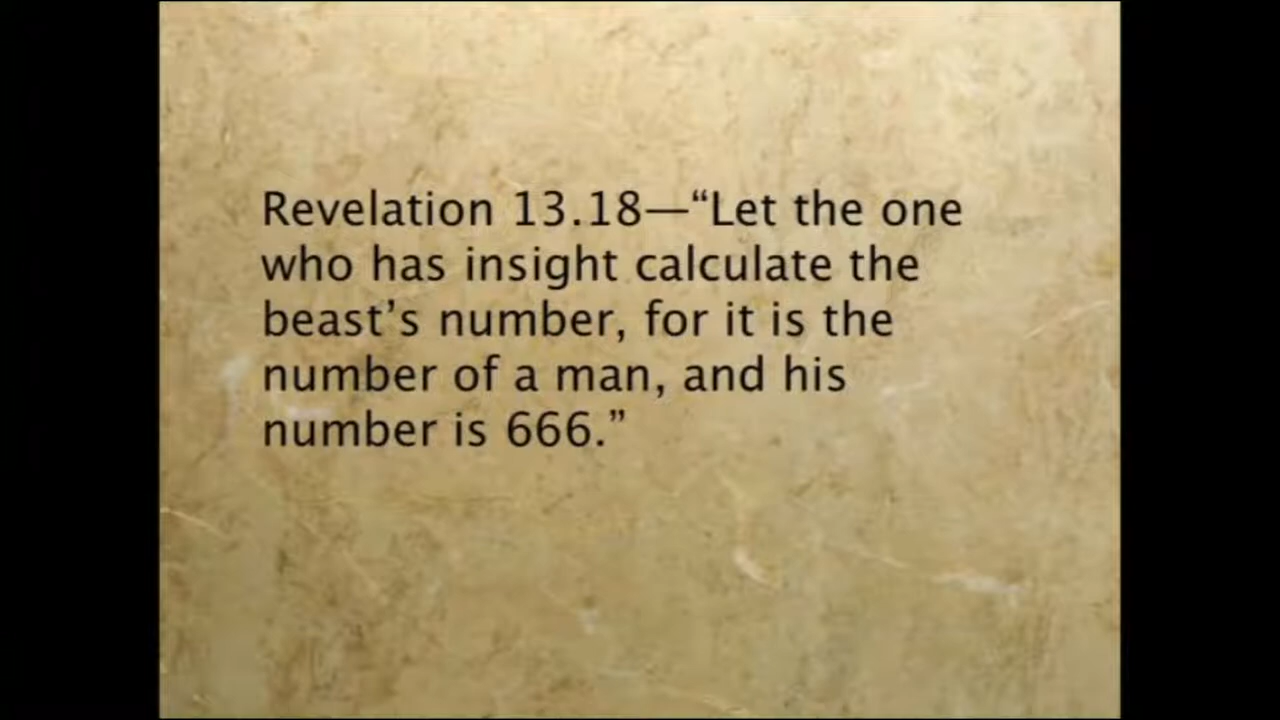 Revelation 13.18—“Let the one
who has insight calculate the
beast’s number, for it is the
number of a man, and his
number is 666.”